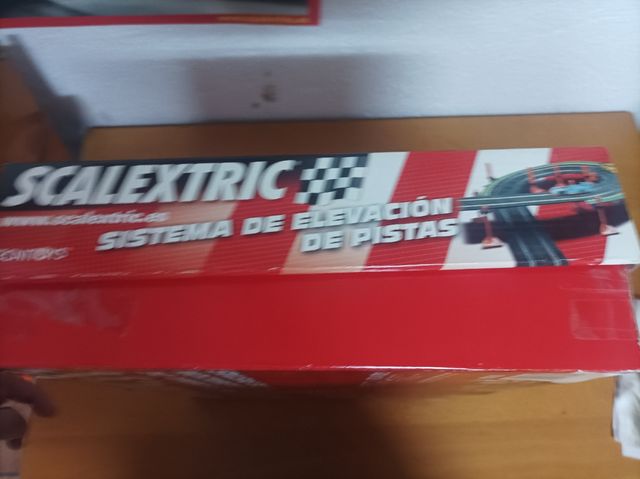 SCALEXTRIC
www.scalextric.es
SISTEMA DE ELEVACIÓN
DE PISTAS